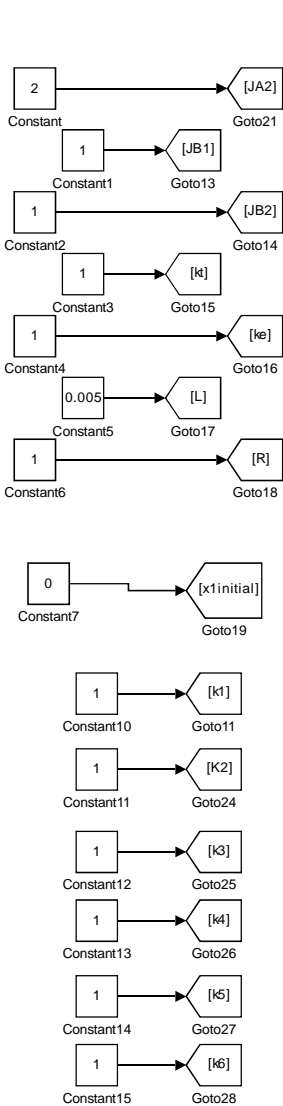 2
[JA2]
Constant
Goto21
1
[JB1]
Constant1
Goto13
1
[JB2]
Constant2
Goto14
1
[kt]
Constant3
Goto15
1
[ke]
Constant4
Goto16
0.005
[L]
Constant5
Goto17
1
[R]
Constant6
Goto18
0
[x1initial]
Constant7
Goto19
1
[k1]
Constant10
Goto11
1
[K2]
Constant11
Goto24
1
[k3]
Constant12
Goto25
1
[k4]
Constant13
Goto26
1
[k5]
Constant14
Goto27
1
[k6]
Constant15
Goto28